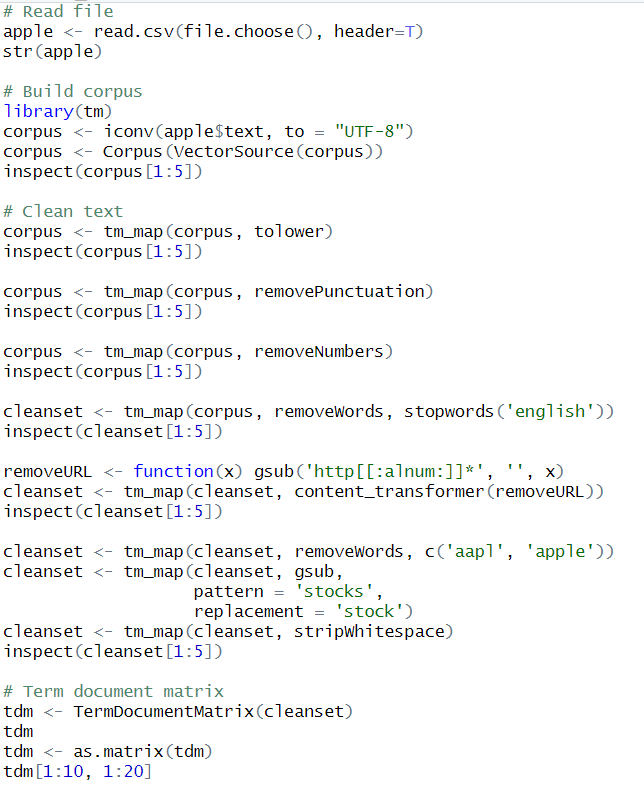 # Read file
apple <- read.csv(file.choose(), header=T)
str(apple)
# Build corpus
library(tm)
corpus <- iconv(apple$text, to = "UTF-8")
corpus <- Corpus(VectorSource(corpus))
inspect(corpus[1:5])
# Clean text
corpus <- tm_map(corpus, tolower)
inspect(corpus[1:5])
corpus <- tm_map(corpus, removePunctuation)
inspect(corpus[1:5])
corpus <- tm_map(corpus, removeNumbers)
inspect(corpus[1:5])
cleanset <- tm_map(corpus, removeWords, stopwords('english'))
inspect(cleanset[1:5])
removeURL <- function(x) gsub('http[[:alnum:]]*', '', x)
cleanset <- tm_map(cleanset, content_transformer(removeURL))
inspect(cleanset[1:5])
cleanset <- tm_map(cleanset, removeWords, c('aapl', 'apple'))
cleanset <- tm_map(cleanset, gsub,
pattern = 'stocks',
replacement = 'stock')
cleanset <- tm_map(cleanset, stripWhitespace)
inspect(cleanset[1:5])
# Term document matrix
tdm <- TermDocumentMatrix(cleanset)
tdm
tdm <- as.matrix(tdm)
tdm[1:10, 1:20]